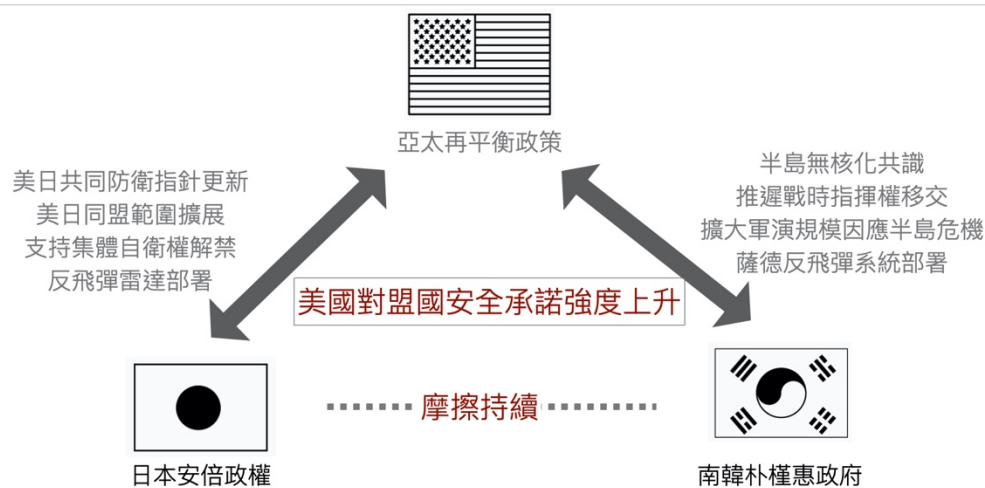 亞太再平衡政策
美日共同防衛指針更新
美日同盟範圍擴展
支持集體自衛權解禁
反飛彈雷達部署
半島無核化共識
推遲戰時指揮權移交
擴大軍演規模因應半島危機
薩德反飛彈系統部署
美國對盟國安全承諾強度上升
摩擦持續
日本安倍政權
南韓朴槿惠政府